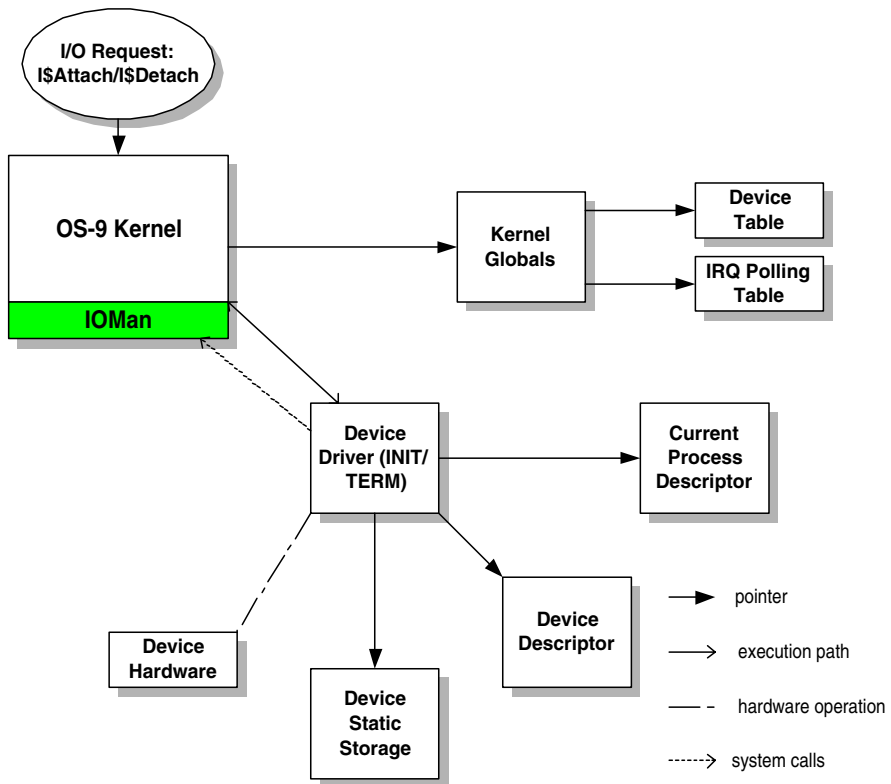 I/O Request:
I$Attach/I$Detach
OS-9 Kernel
IOMan
Kernel
Globals
Device
Table
IRQ Polling
Table
Device
Driver (INIT/
TERM)
Current
Process
Descriptor
Device
Hardware
Device
Static
Storage
Device
Descriptor
pointer
execution path
hardware operation
system calls